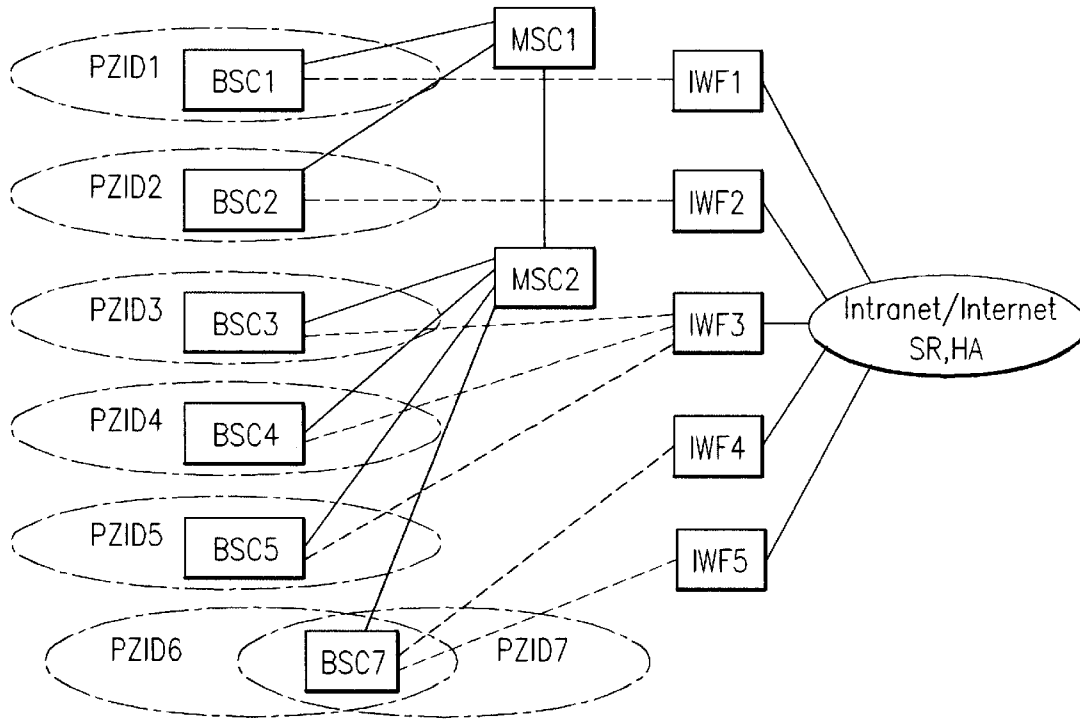 MSC1
PZID1
BSC1
IWF1
PZID2
BSC2
IWF2
MSC2
PZID3
BSC3
IWF3
Intranet/Internet
SR,HA
PZID4
BSC4
IWF4
PZID5
BSC5
IWF5
PZID6
BSC7
PZID7